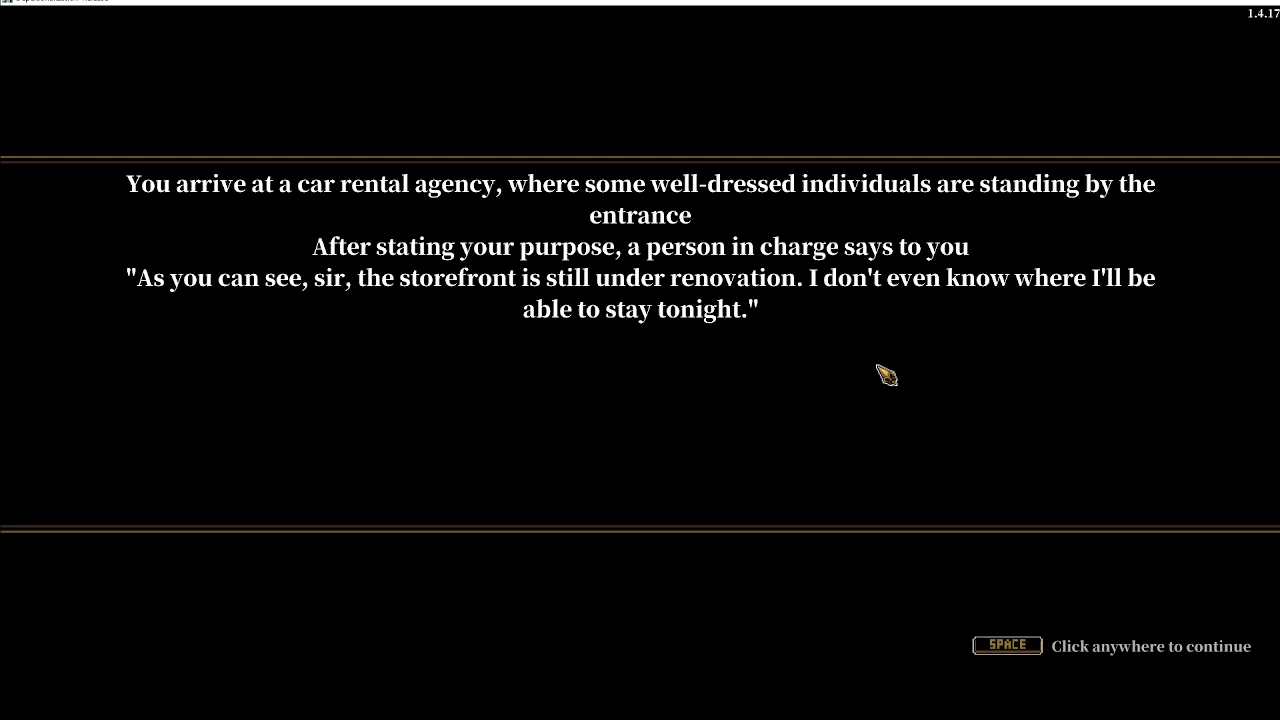 1.4.17
You arrive at a car rental agency, where some well-dressed individuals are standing by the
entrance
After stating your purpose, a person in charge says to you
"As you can see, sir, the storefront is still under renovation. I don't even know where I'll be
able to stay tonight."
SPACE Click anywhere to continue